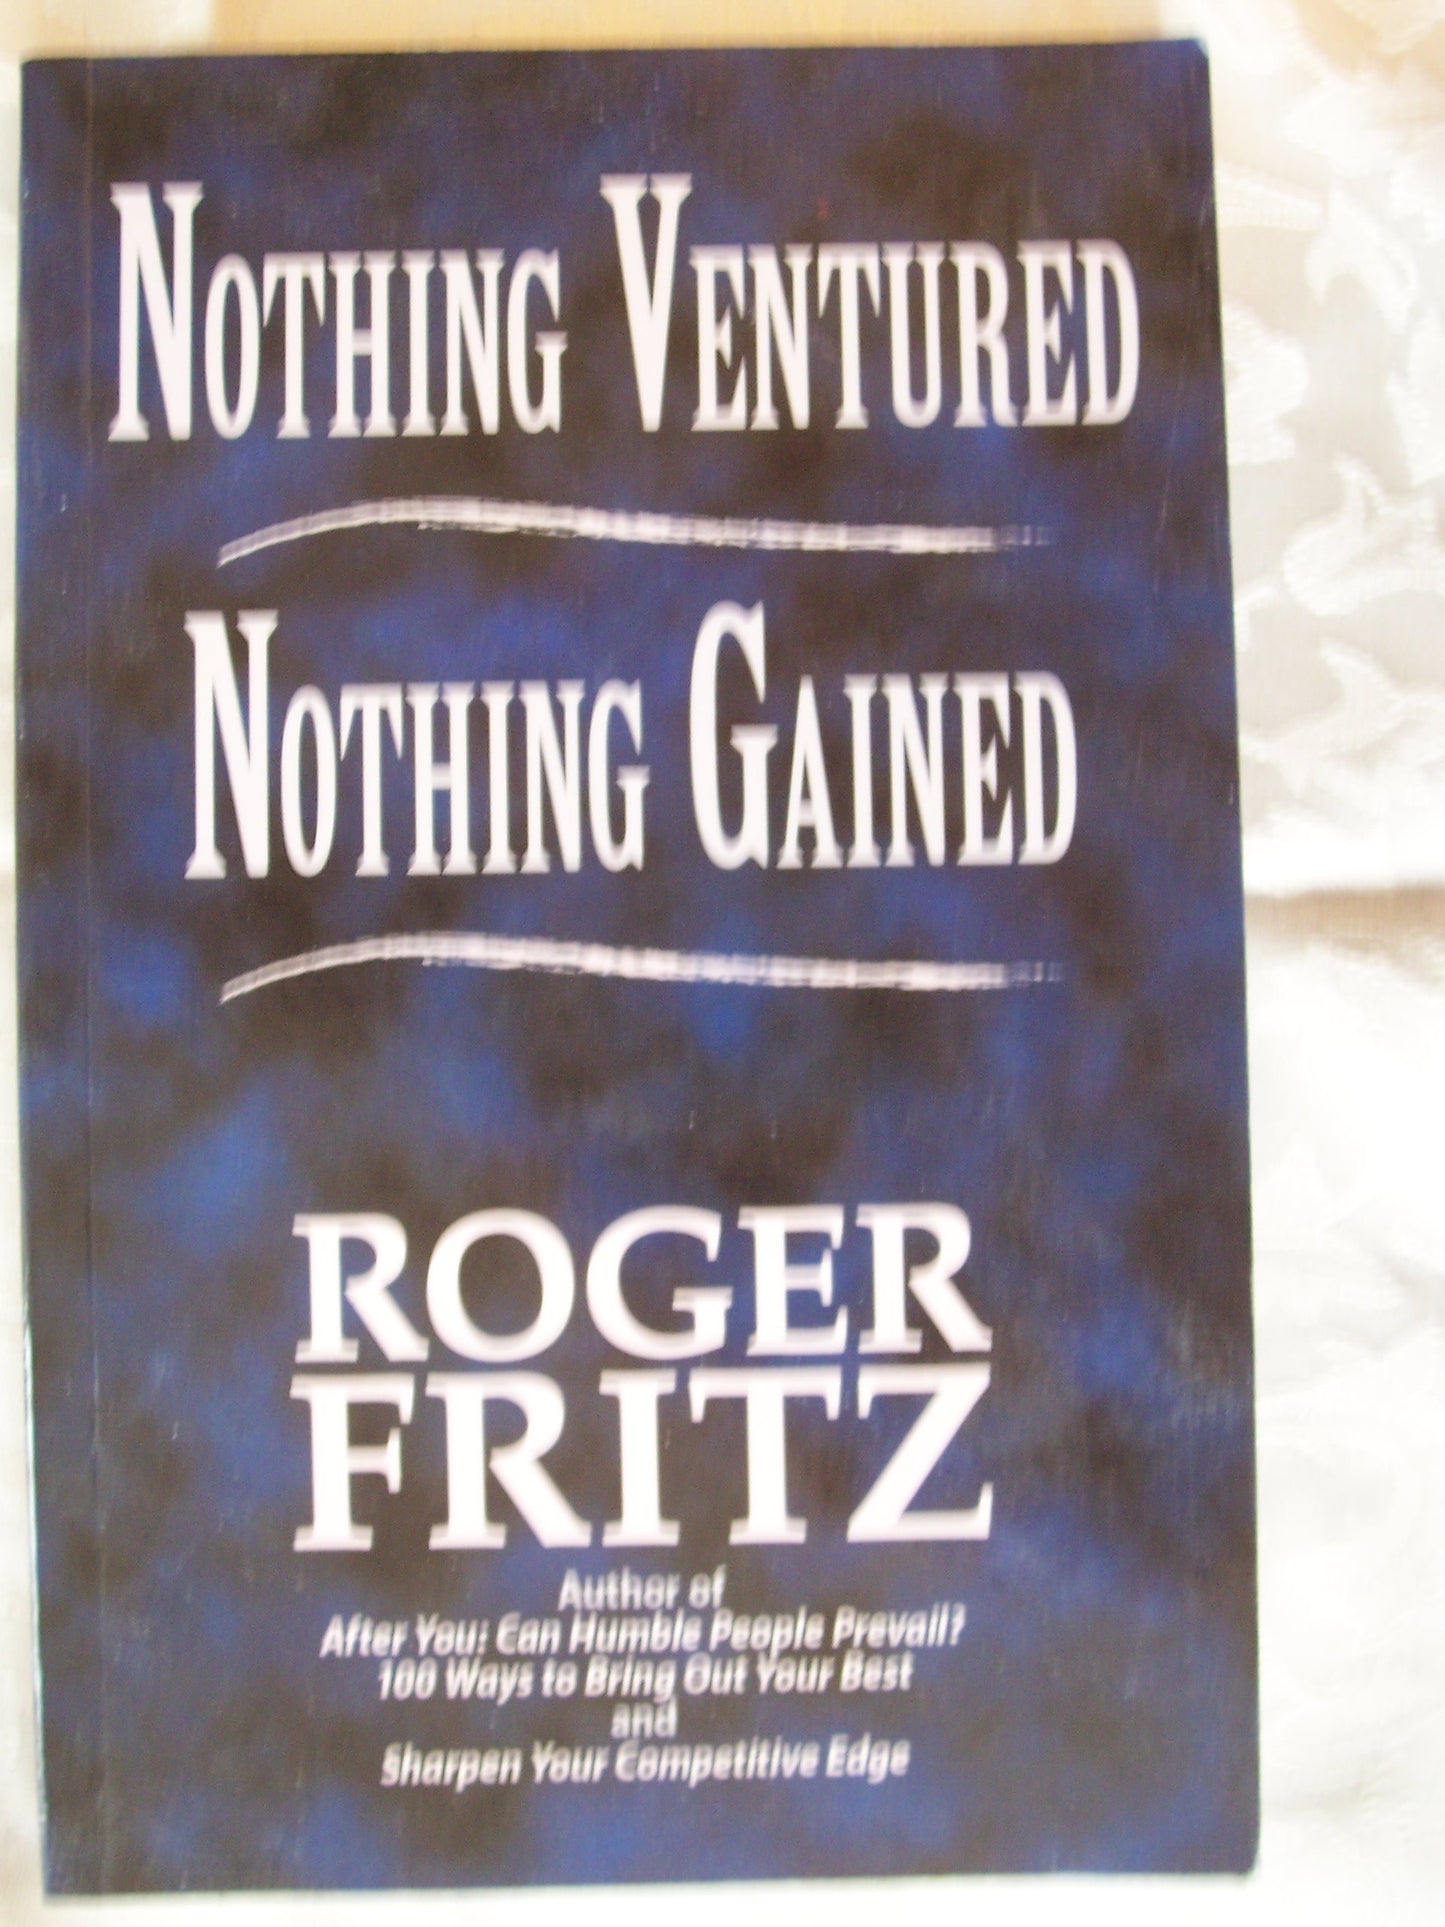 NOTHING VENTURED
NOTHING GAINED
ROGER
FRITZ
Author of
After You: Can Humble People Prevail?
100 Ways to Bring Out Your Best
and
Sharpen Your Competitive Edge